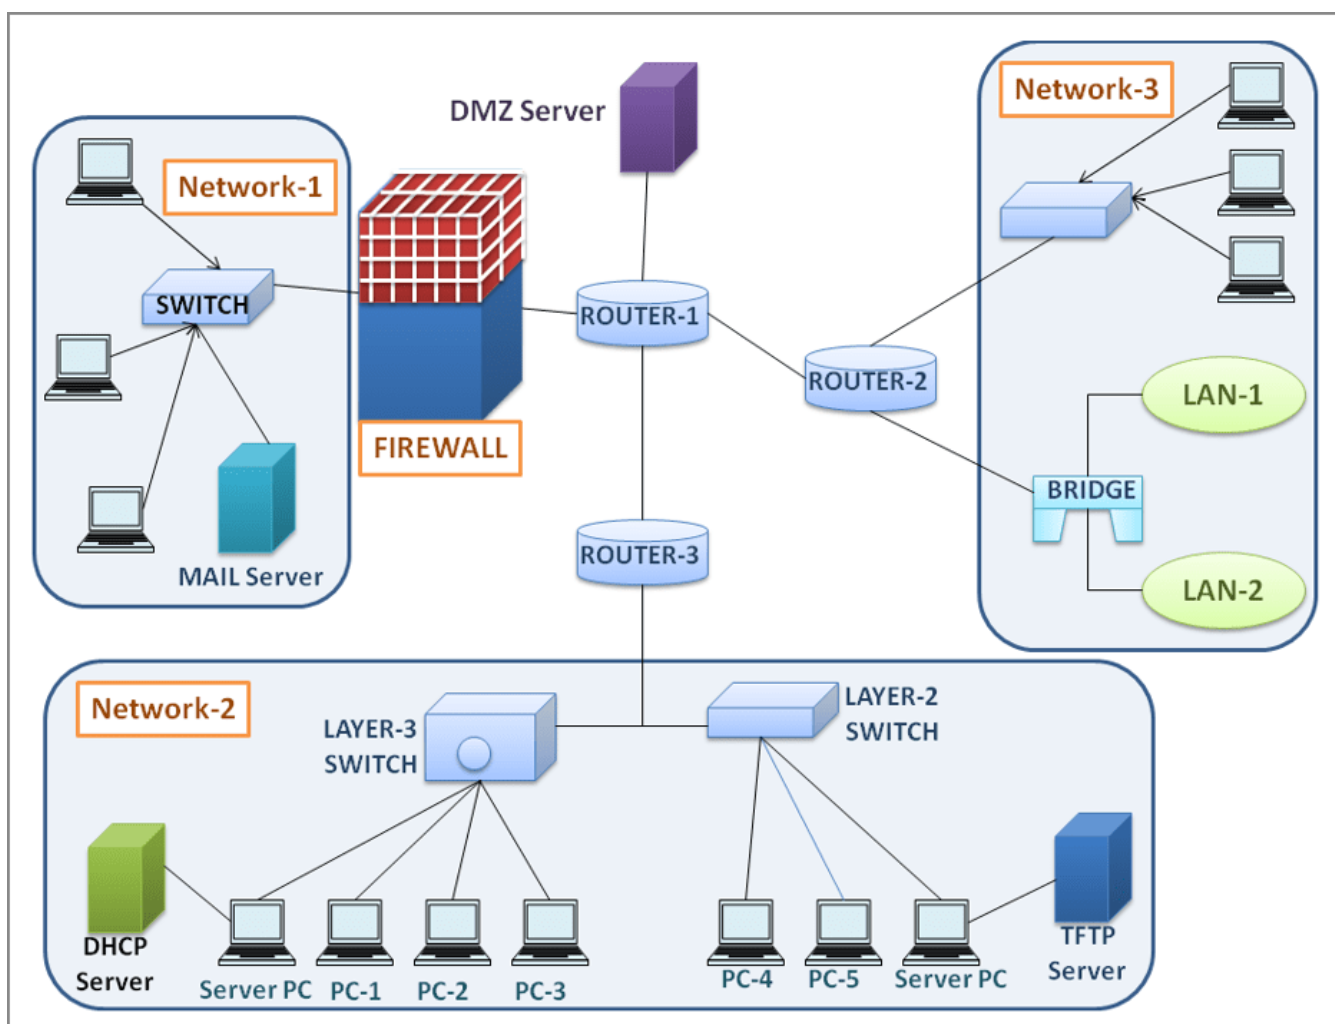 DMZ Server
Network-3
Network-1
SWITCH
ROUTER-1
ROUTER-2
LAN-1
FIREWALL
BRIDGE
MAIL Server
ROUTER-3
LAN-2
Network-2
LAYER-3
SWITCH
LAYER-2
SWITCH
DHCP
Server
Server PC
PC-1
PC-2
PC-3
PC-4
PC-5
Server PC
TFTP
Server